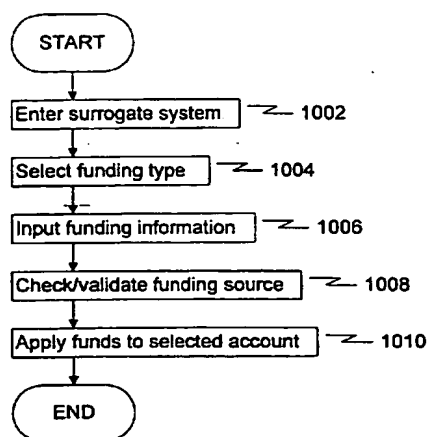 START
Enter surrogate system 1002
Select funding type 1004
Input funding information 1006
Check/validate funding source 1008
Apply funds to selected account 1010
END